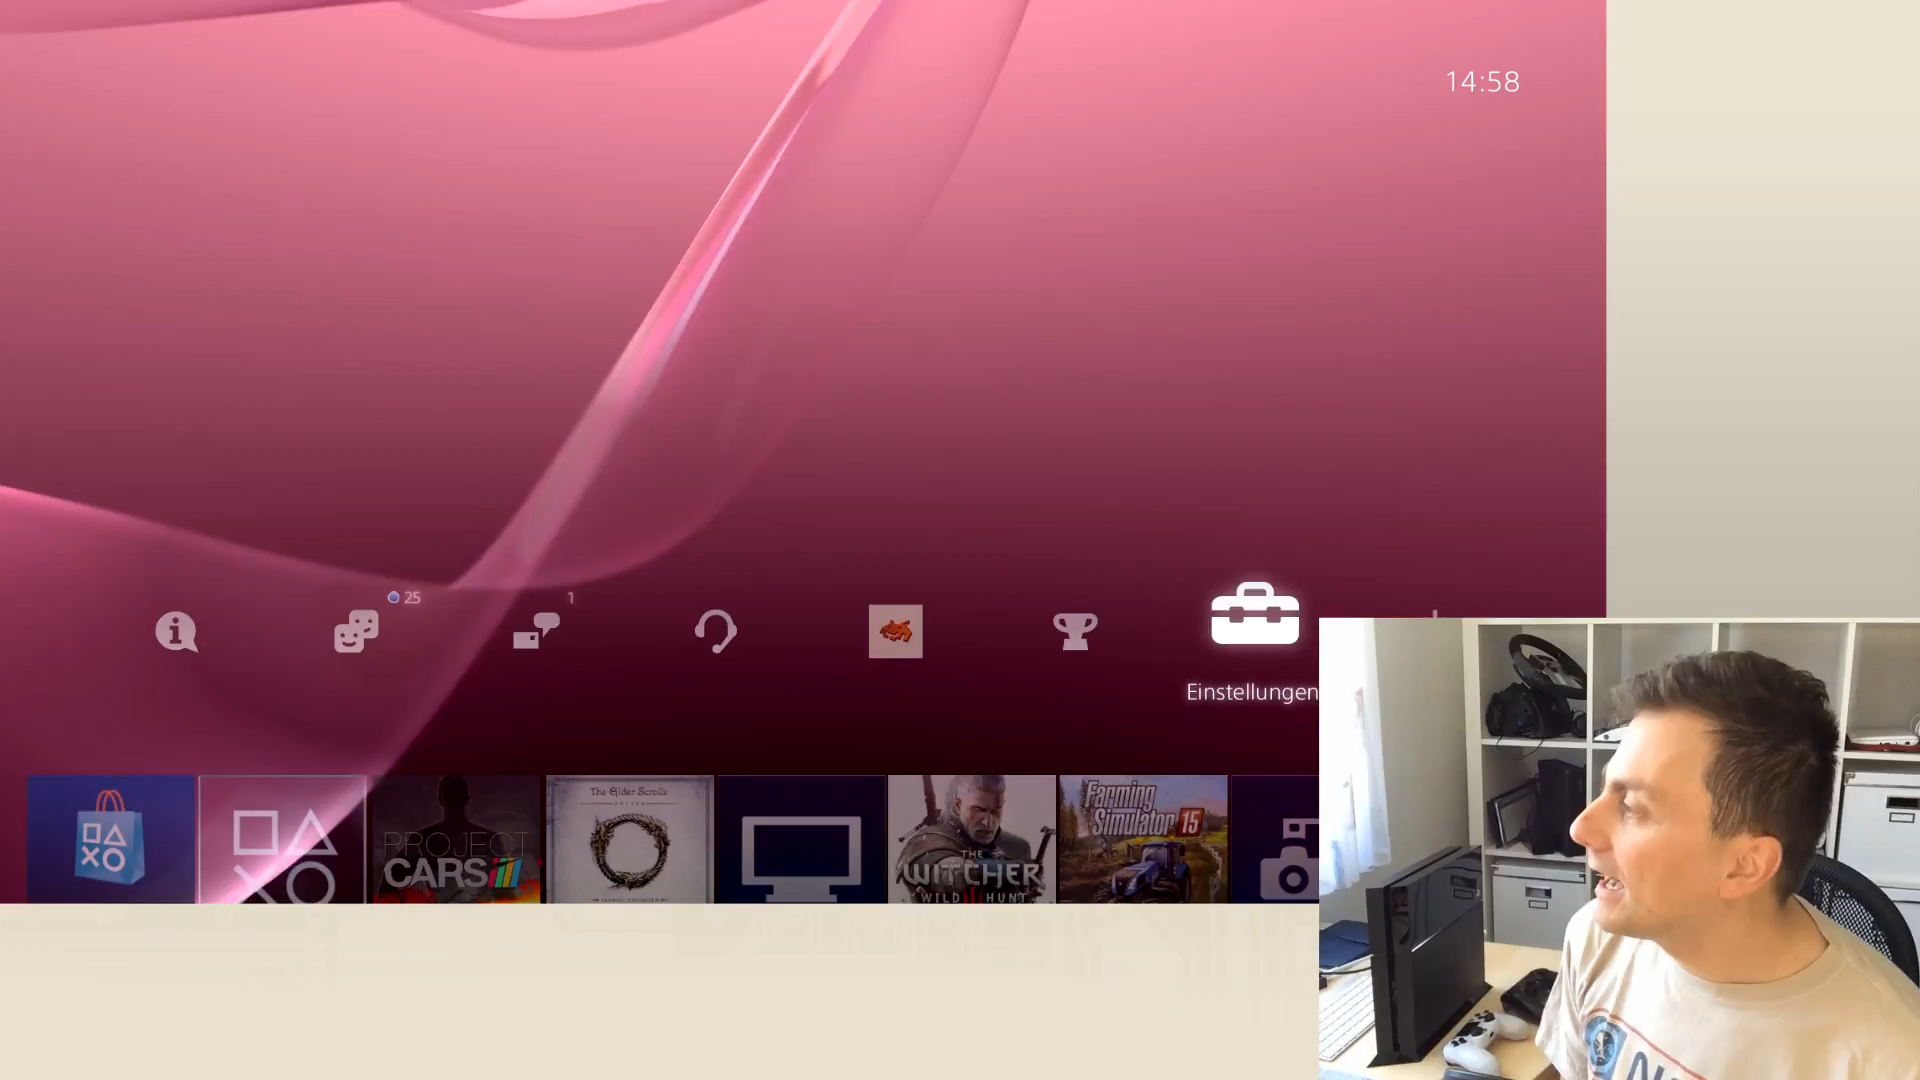 14:58
25
1
Einstellungen
PROJECT
CARS
The Elder Scrolls
THE
WITCHER
WILD HUNT
Farming
Simulator 15